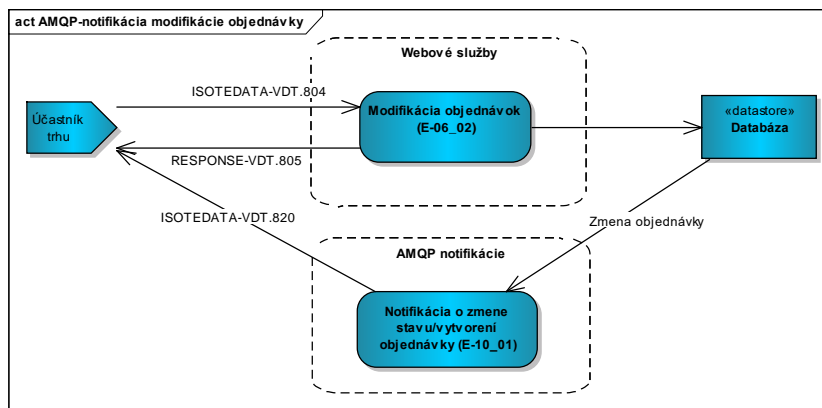 act AMQP-notifikácia modifikácie objednávky
Webové služby
ISOTEDATA-VDT.804
Účastník
trhu
Modifikácia objednávok
(E-06_02)
«datastore»
Databáza
RESPONSE-VDT.805
ISOTEDATA-VDT.820
Zmena objednávky
AMQP notifikácie
Notifikácia o zmene
stavu/vytvorení
objednávky (E-10_01)